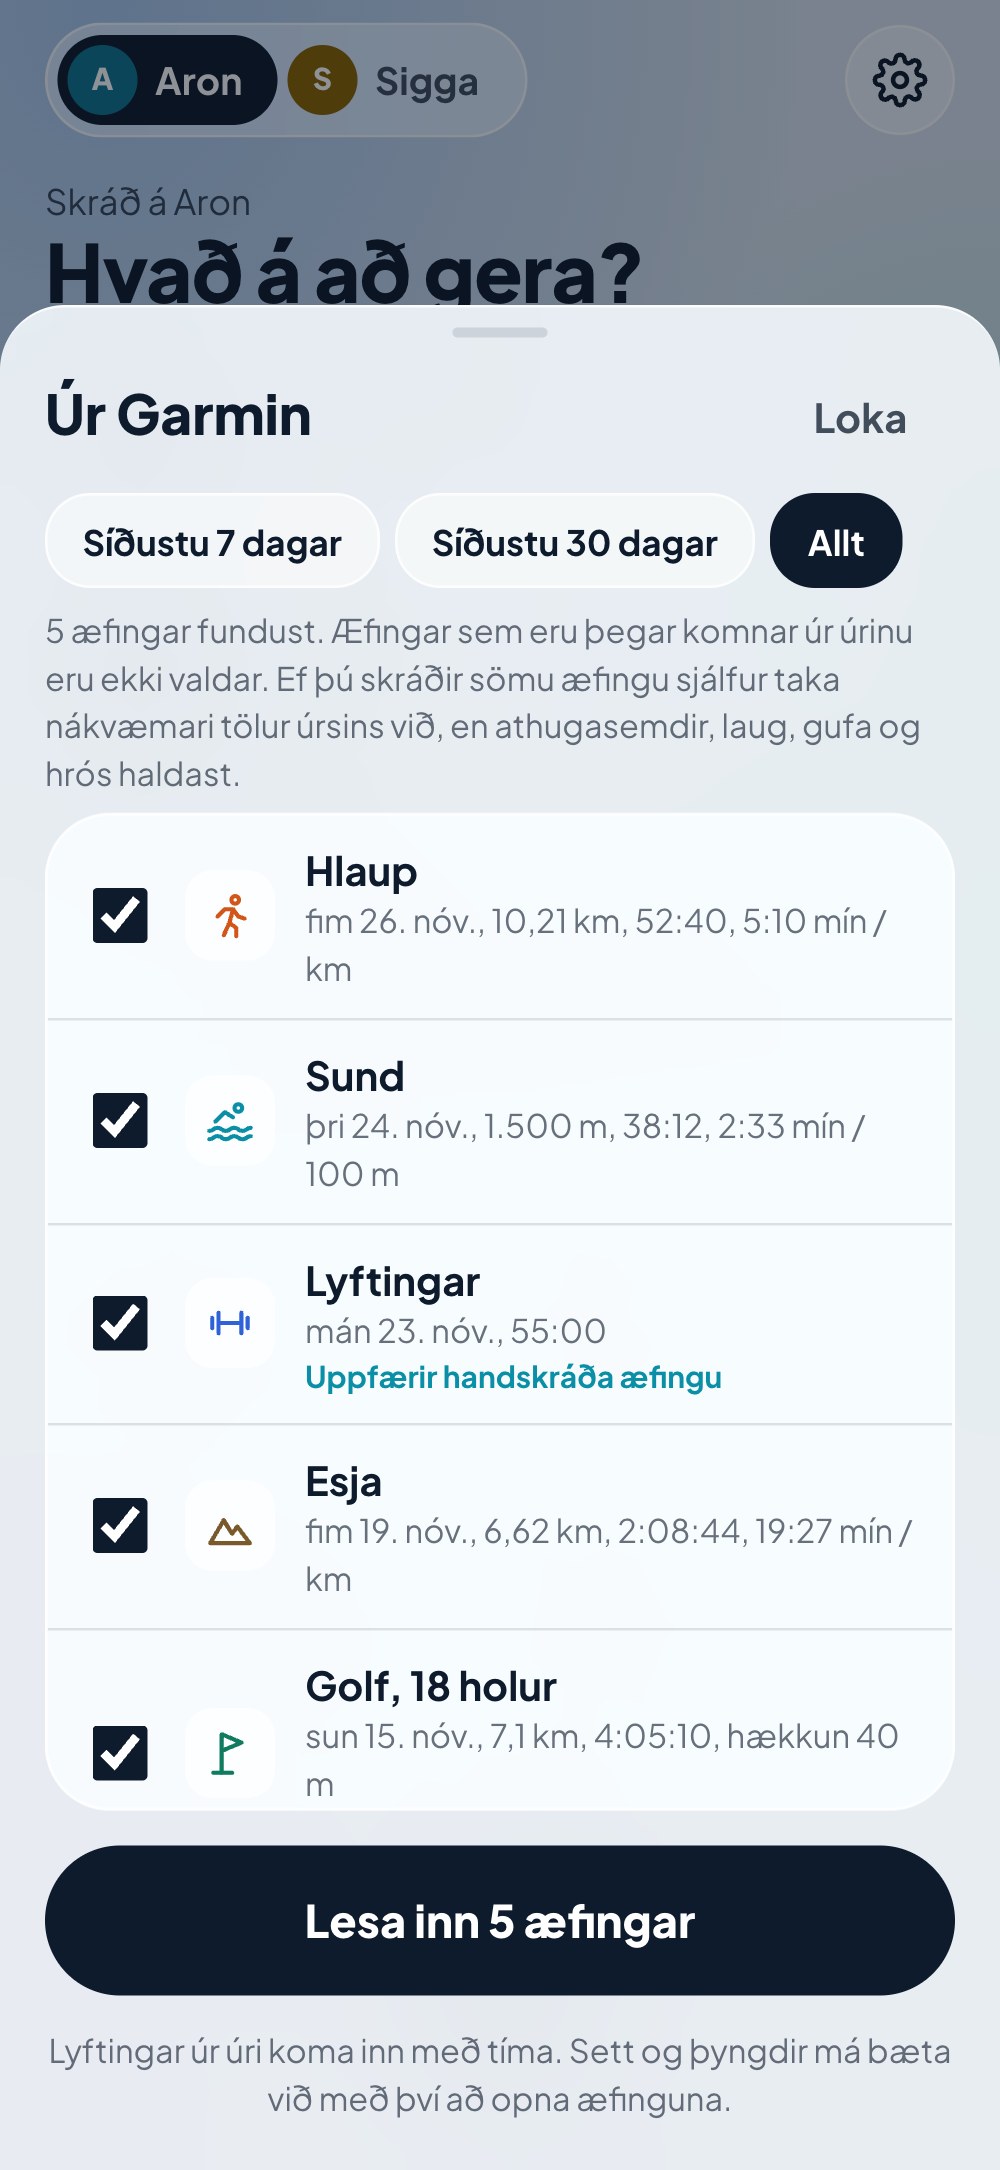 A Aron S Sigga
Skráð á Aron
Hvað á að gera?
Úr Garmin
Loka
Síðustu 7 dagar
Síðustu 30 dagar
Allt
5 æfingar fundust. Æfingar sem eru þegar komnar úr úrinu
eru ekki valdar. Ef þú skráðir sömu æfingu sjálfur taka
nákvæmari tölur úrsins við, en athugasemdir, laug, gufa og
hrós haldast.
Hlaup
fim 26. nóv., 10,21 km, 52:40, 5:10 mín /
km
Sund
þri 24. nóv., 1.500 m, 38:12, 2:33 mín /
100 m
Lyftingar
mán 23. nóv., 55:00
Uppfærir handskráða æfingu
Esja
fim 19. nóv., 6,62 km, 2:08:44, 19:27 mín /
km
Golf, 18 holur
sun 15. nóv., 7,1 km, 4:05:10, hækkun 40
m
Lesa inn 5 æfingar
Lyftingar úr úri koma inn með tíma. Sett og þyngdir má bæta
við með því að opna æfinguna.